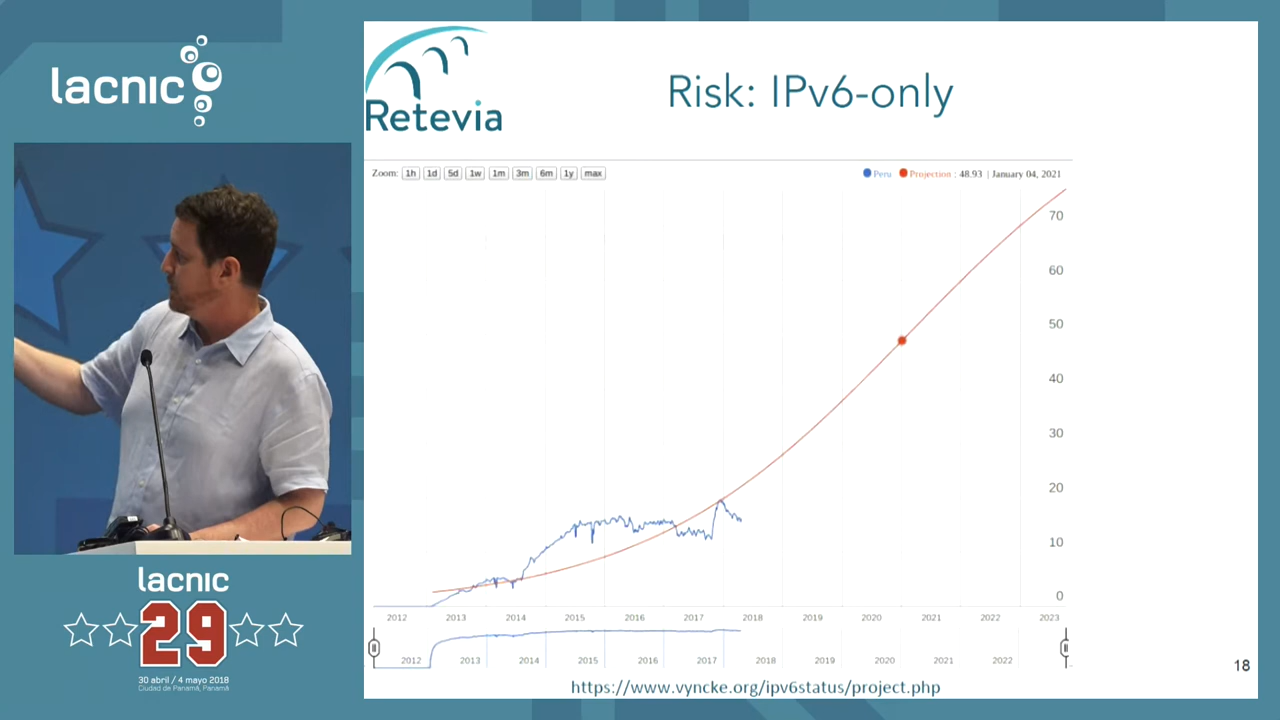 lacnic
Retevia
Risk: IPv6-only
Zoom: 1h 1d 5d 1w 1m 3m 6m 1y max
Peru Projection : 48.93 | January 04, 2021
70
60
50
40
30
20
10
0
2012 2013 2014 2015 2016 2017 2018 2019 2020 2021 2022 2023
2012 2013 2014 2015 2016 2017 2018 2019 2020 2021 2022
https://www.vyncke.org/ipv6status/project.php
18
lacnic
29
30 abril / 4 mayo 2018
Ciudad de Panamá, Panamá